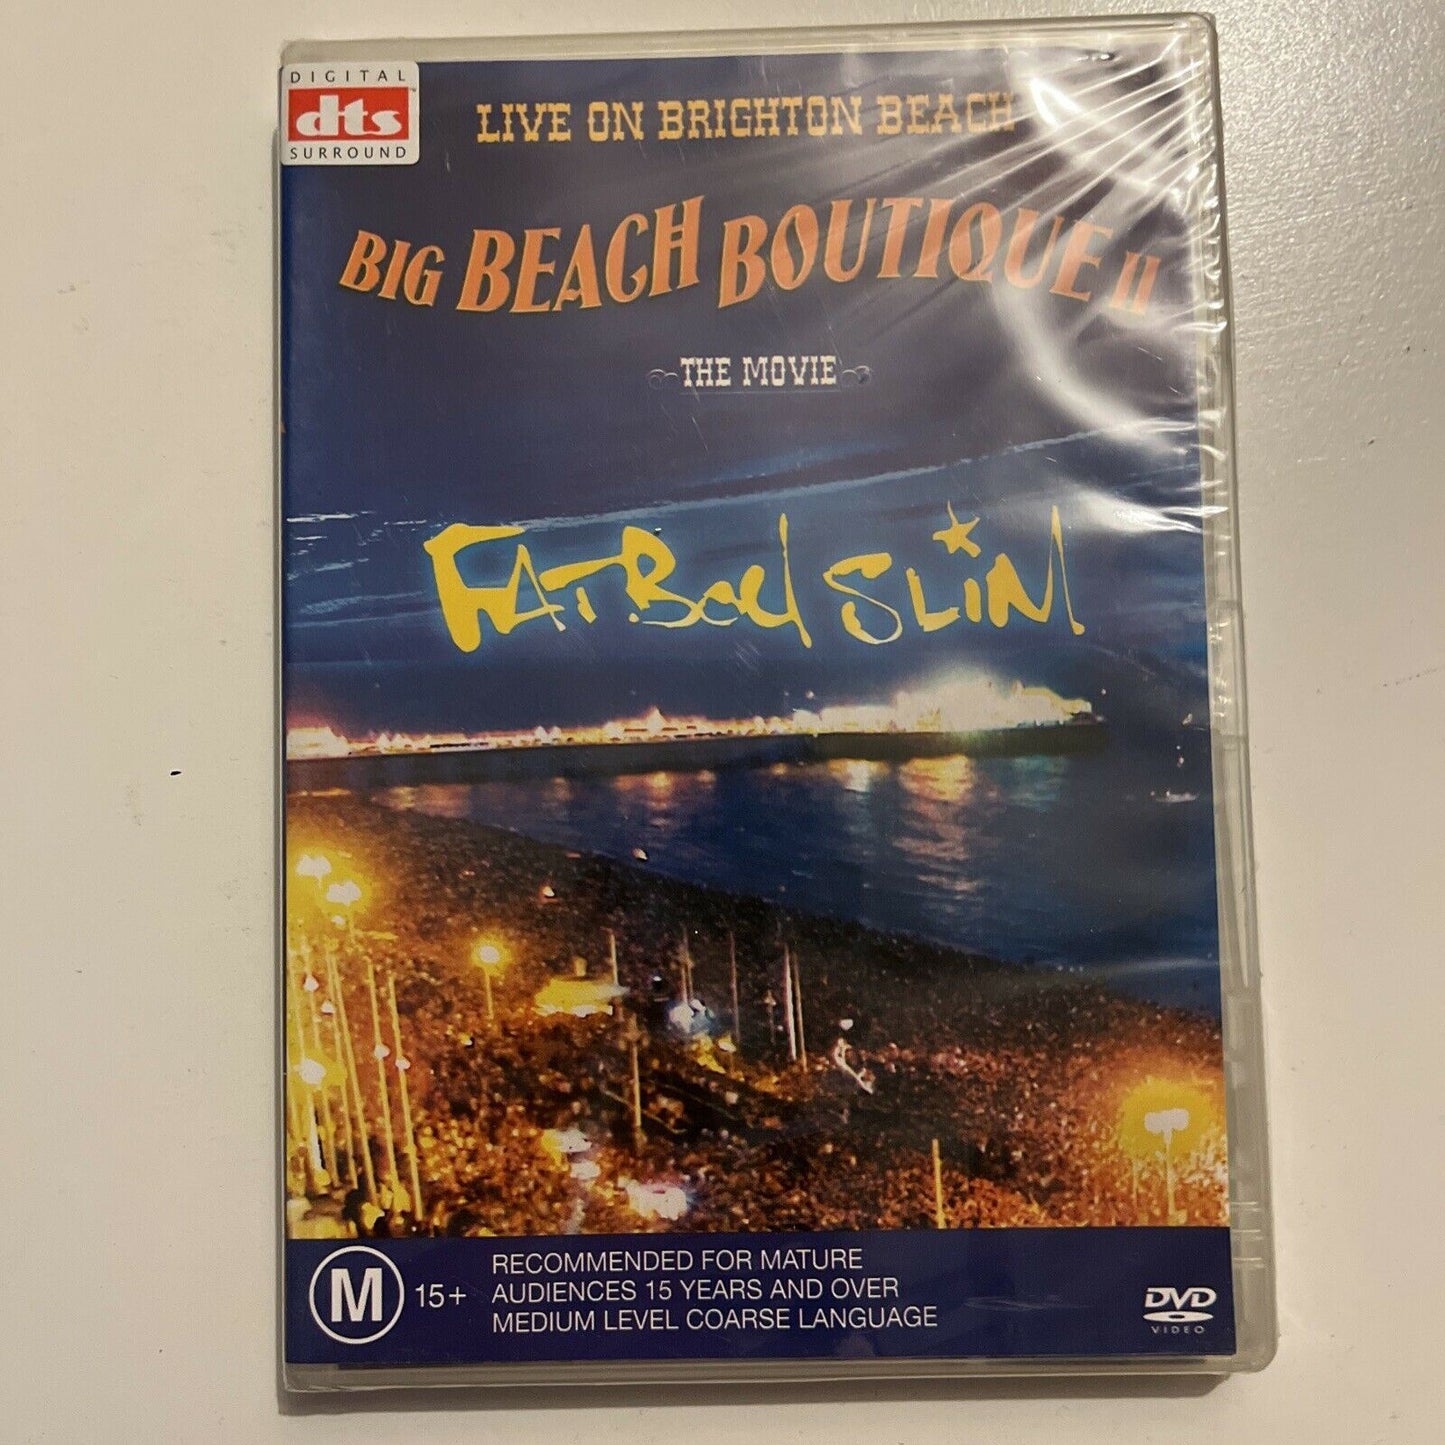 DIGITAL
dts
SURROUND
LIVE ON BRIGHTON BEACH
BIG BEACH BOUTIQUE II
THE MOVIE
FATBOY SLIM
M 15+
RECOMMENDED FOR MATURE
AUDIENCES 15 YEARS AND OVER
MEDIUM LEVEL COARSE LANGUAGE
DVD
VIDEO